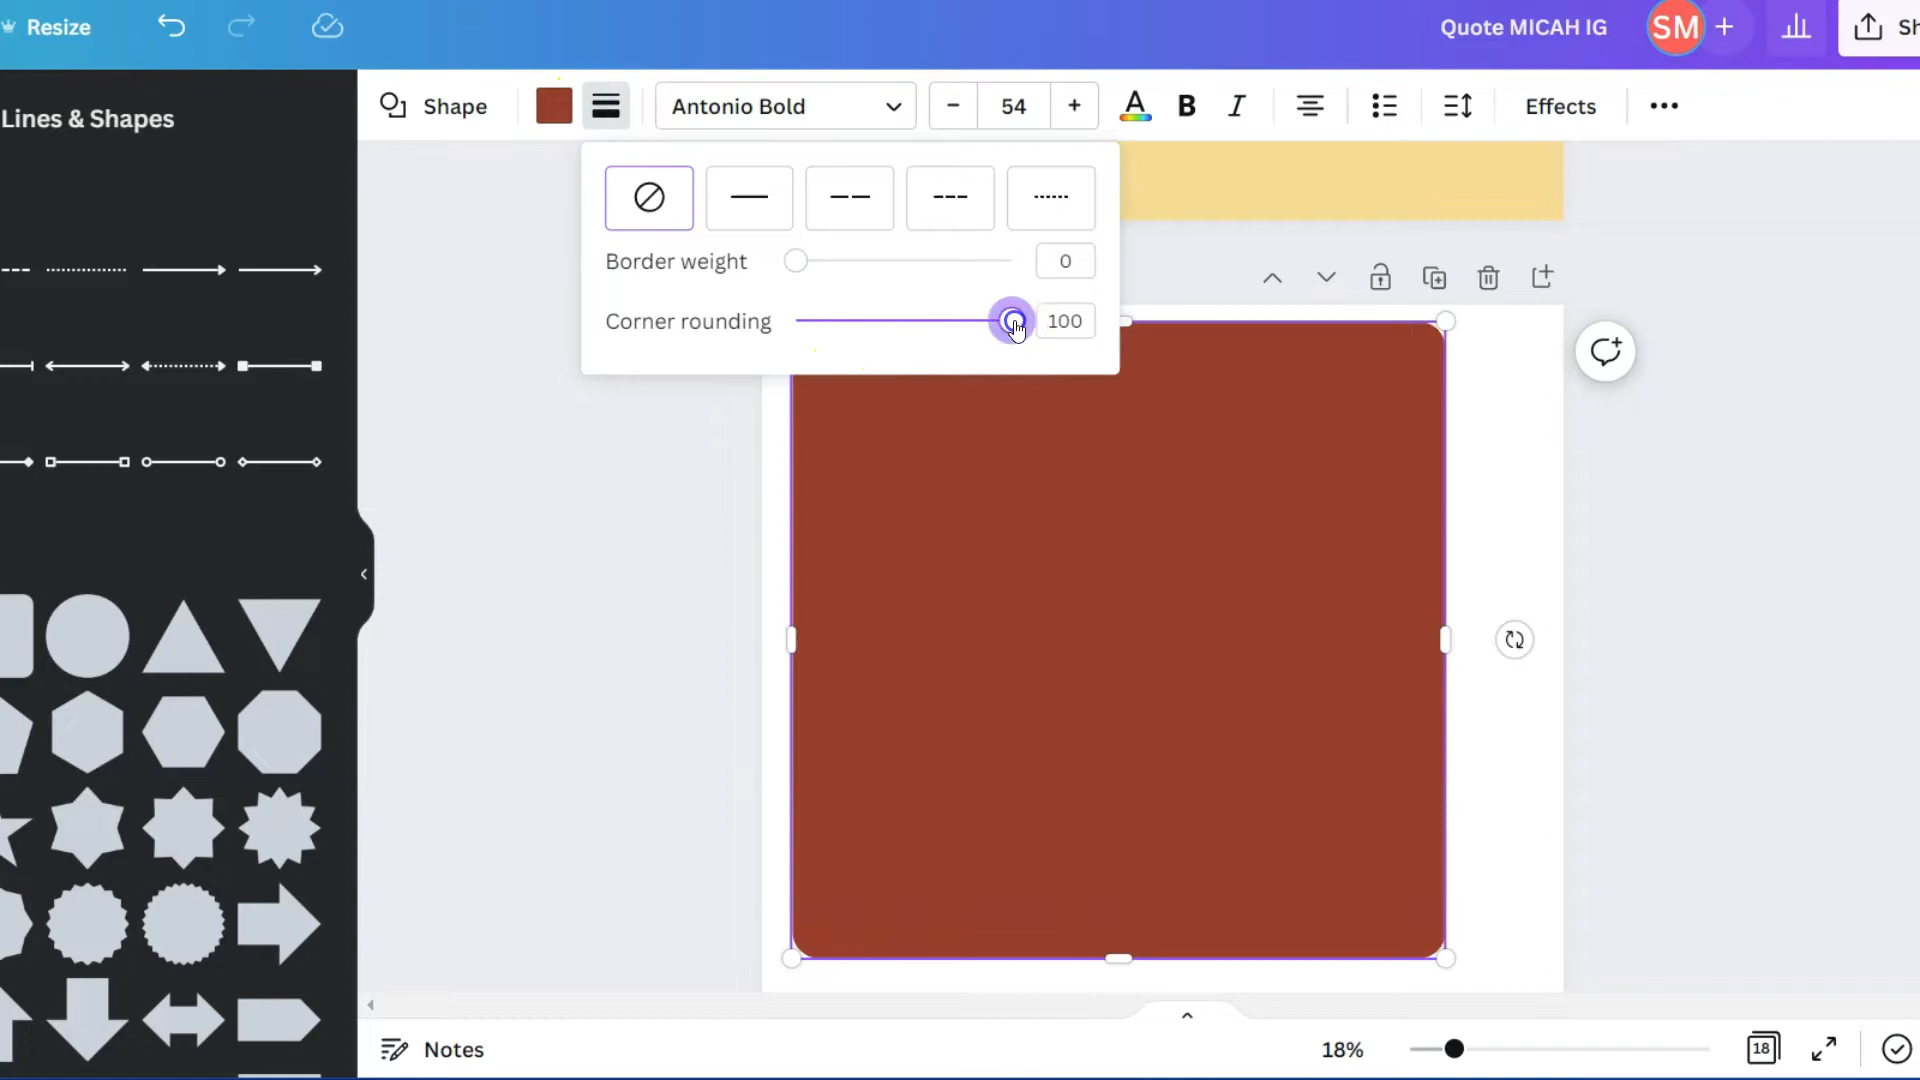 Resize
Quote MICAH IG
SM
Lines & Shapes
Shape
Antonio Bold
54
A
B
I
Effects
Border weight
0
Corner rounding
100
Notes
18%
18